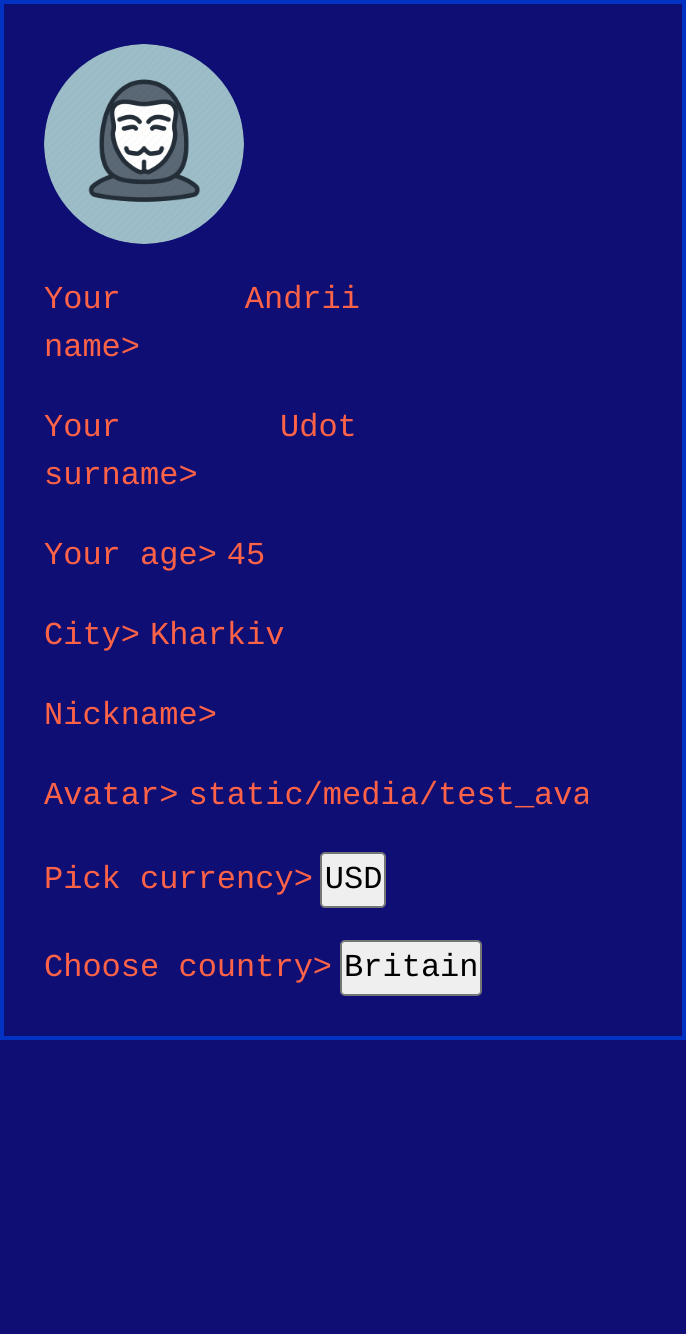 Your Andrii
name>
Your Udot
surname>
Your age> 45
City> Kharkiv
Nickname>
Avatar> static/media/test_ava
Pick currency> USD
Choose country> Britain